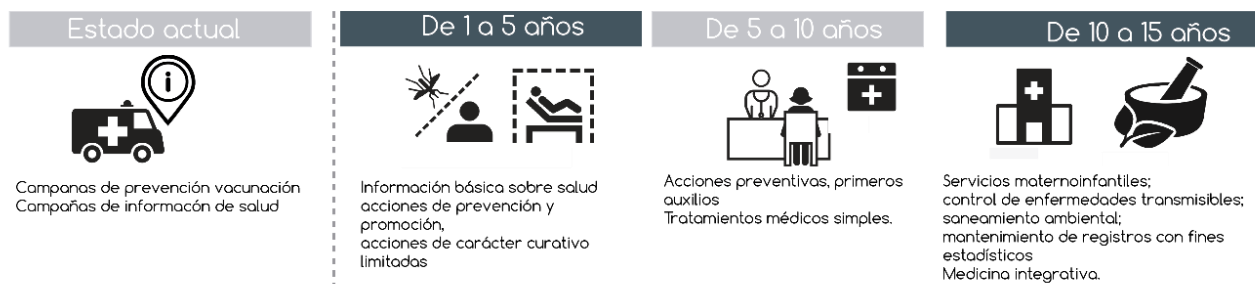 Estado actual
Campanas de prevención vacunación
Campañas de informacón de salud
De 1 a 5 años
Información básica sobre salud
acciones de prevención y
promoción,
acciones de carácter curativo
limitadas
De 5 a 10 años
Acciones preventivas, primeros
auxilios
Tratamientos médicos simples.
De 10 a 15 años
Servicios maternoinfantiles;
control de enfermedades transmisibles;
saneamiento ambiental;
mantenimiento de registros con fines
estadísticos
Medicina integrativa.